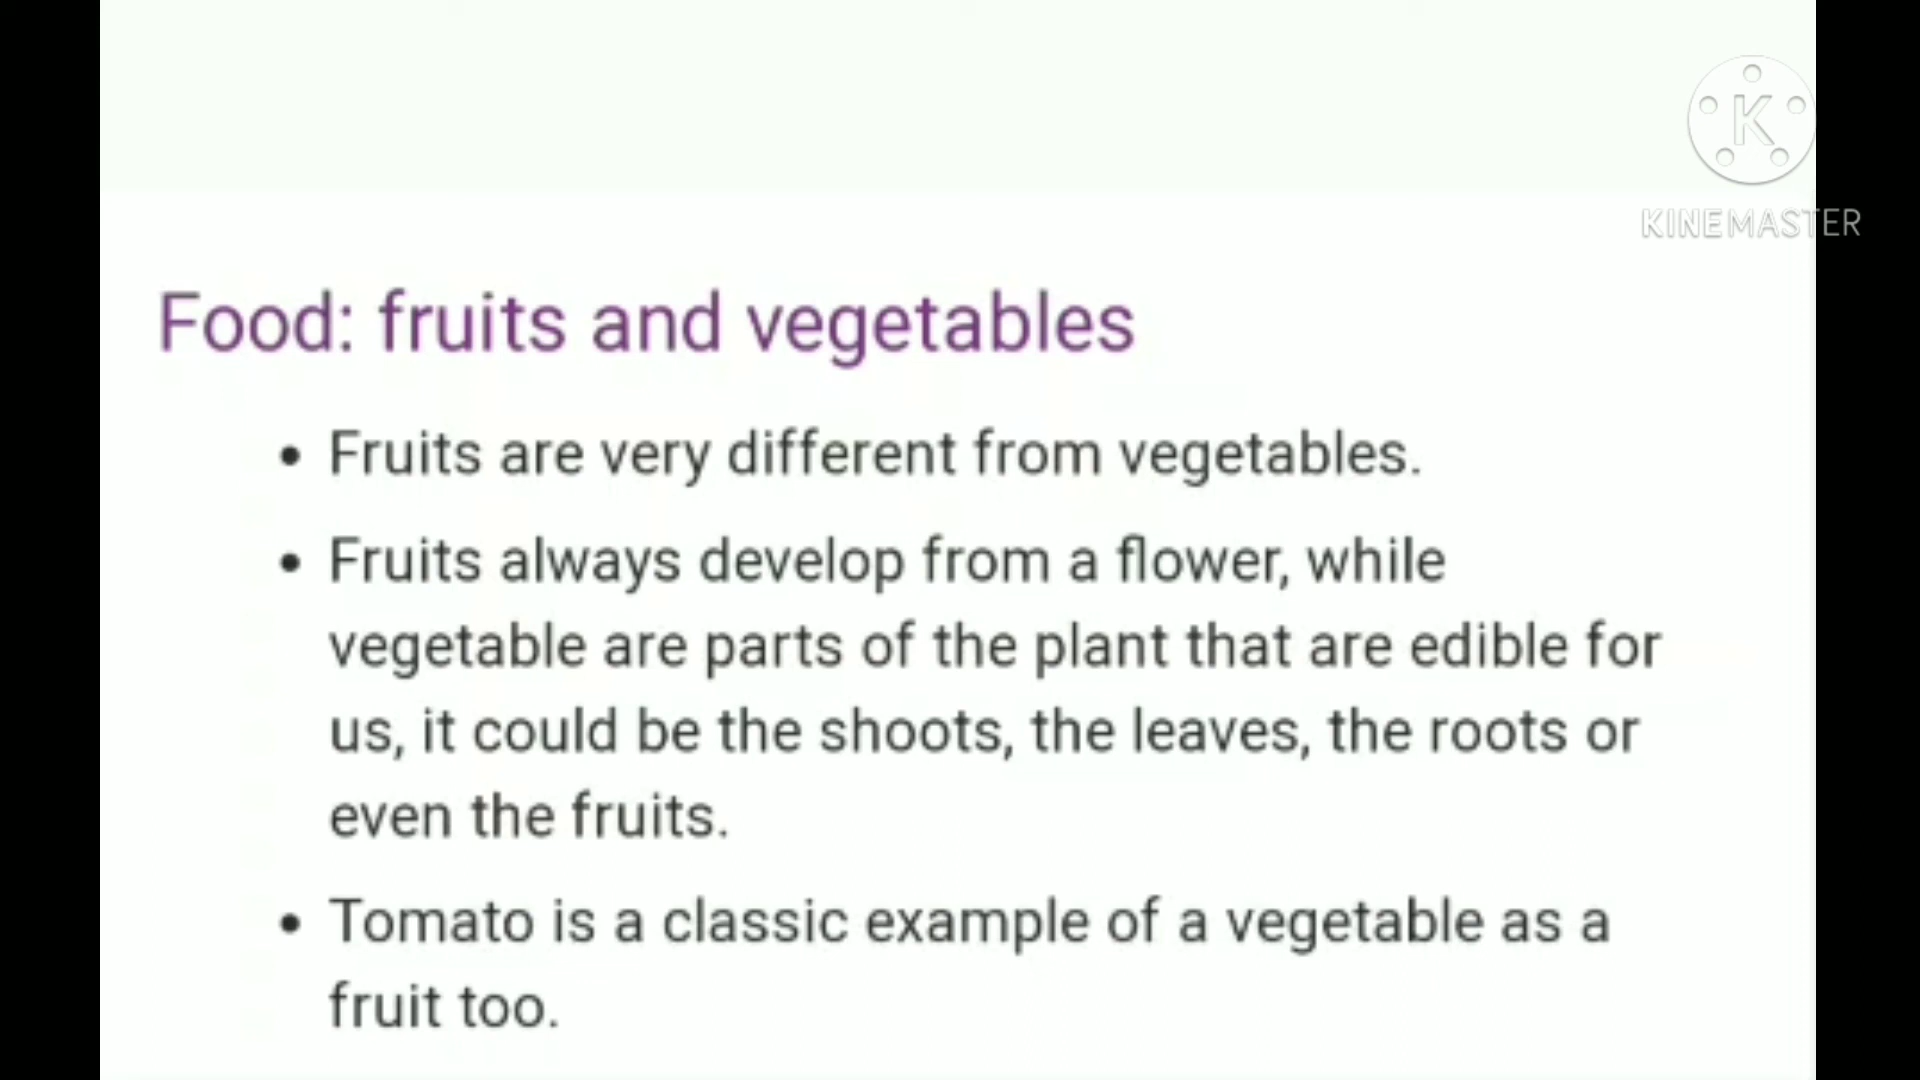 K
KINEMASTER
Food: fruits and vegetables
• Fruits are very different from vegetables.
• Fruits always develop from a flower, while
vegetable are parts of the plant that are edible for
us, it could be the shoots, the leaves, the roots or
even the fruits.
• Tomato is a classic example of a vegetable as a
fruit too.